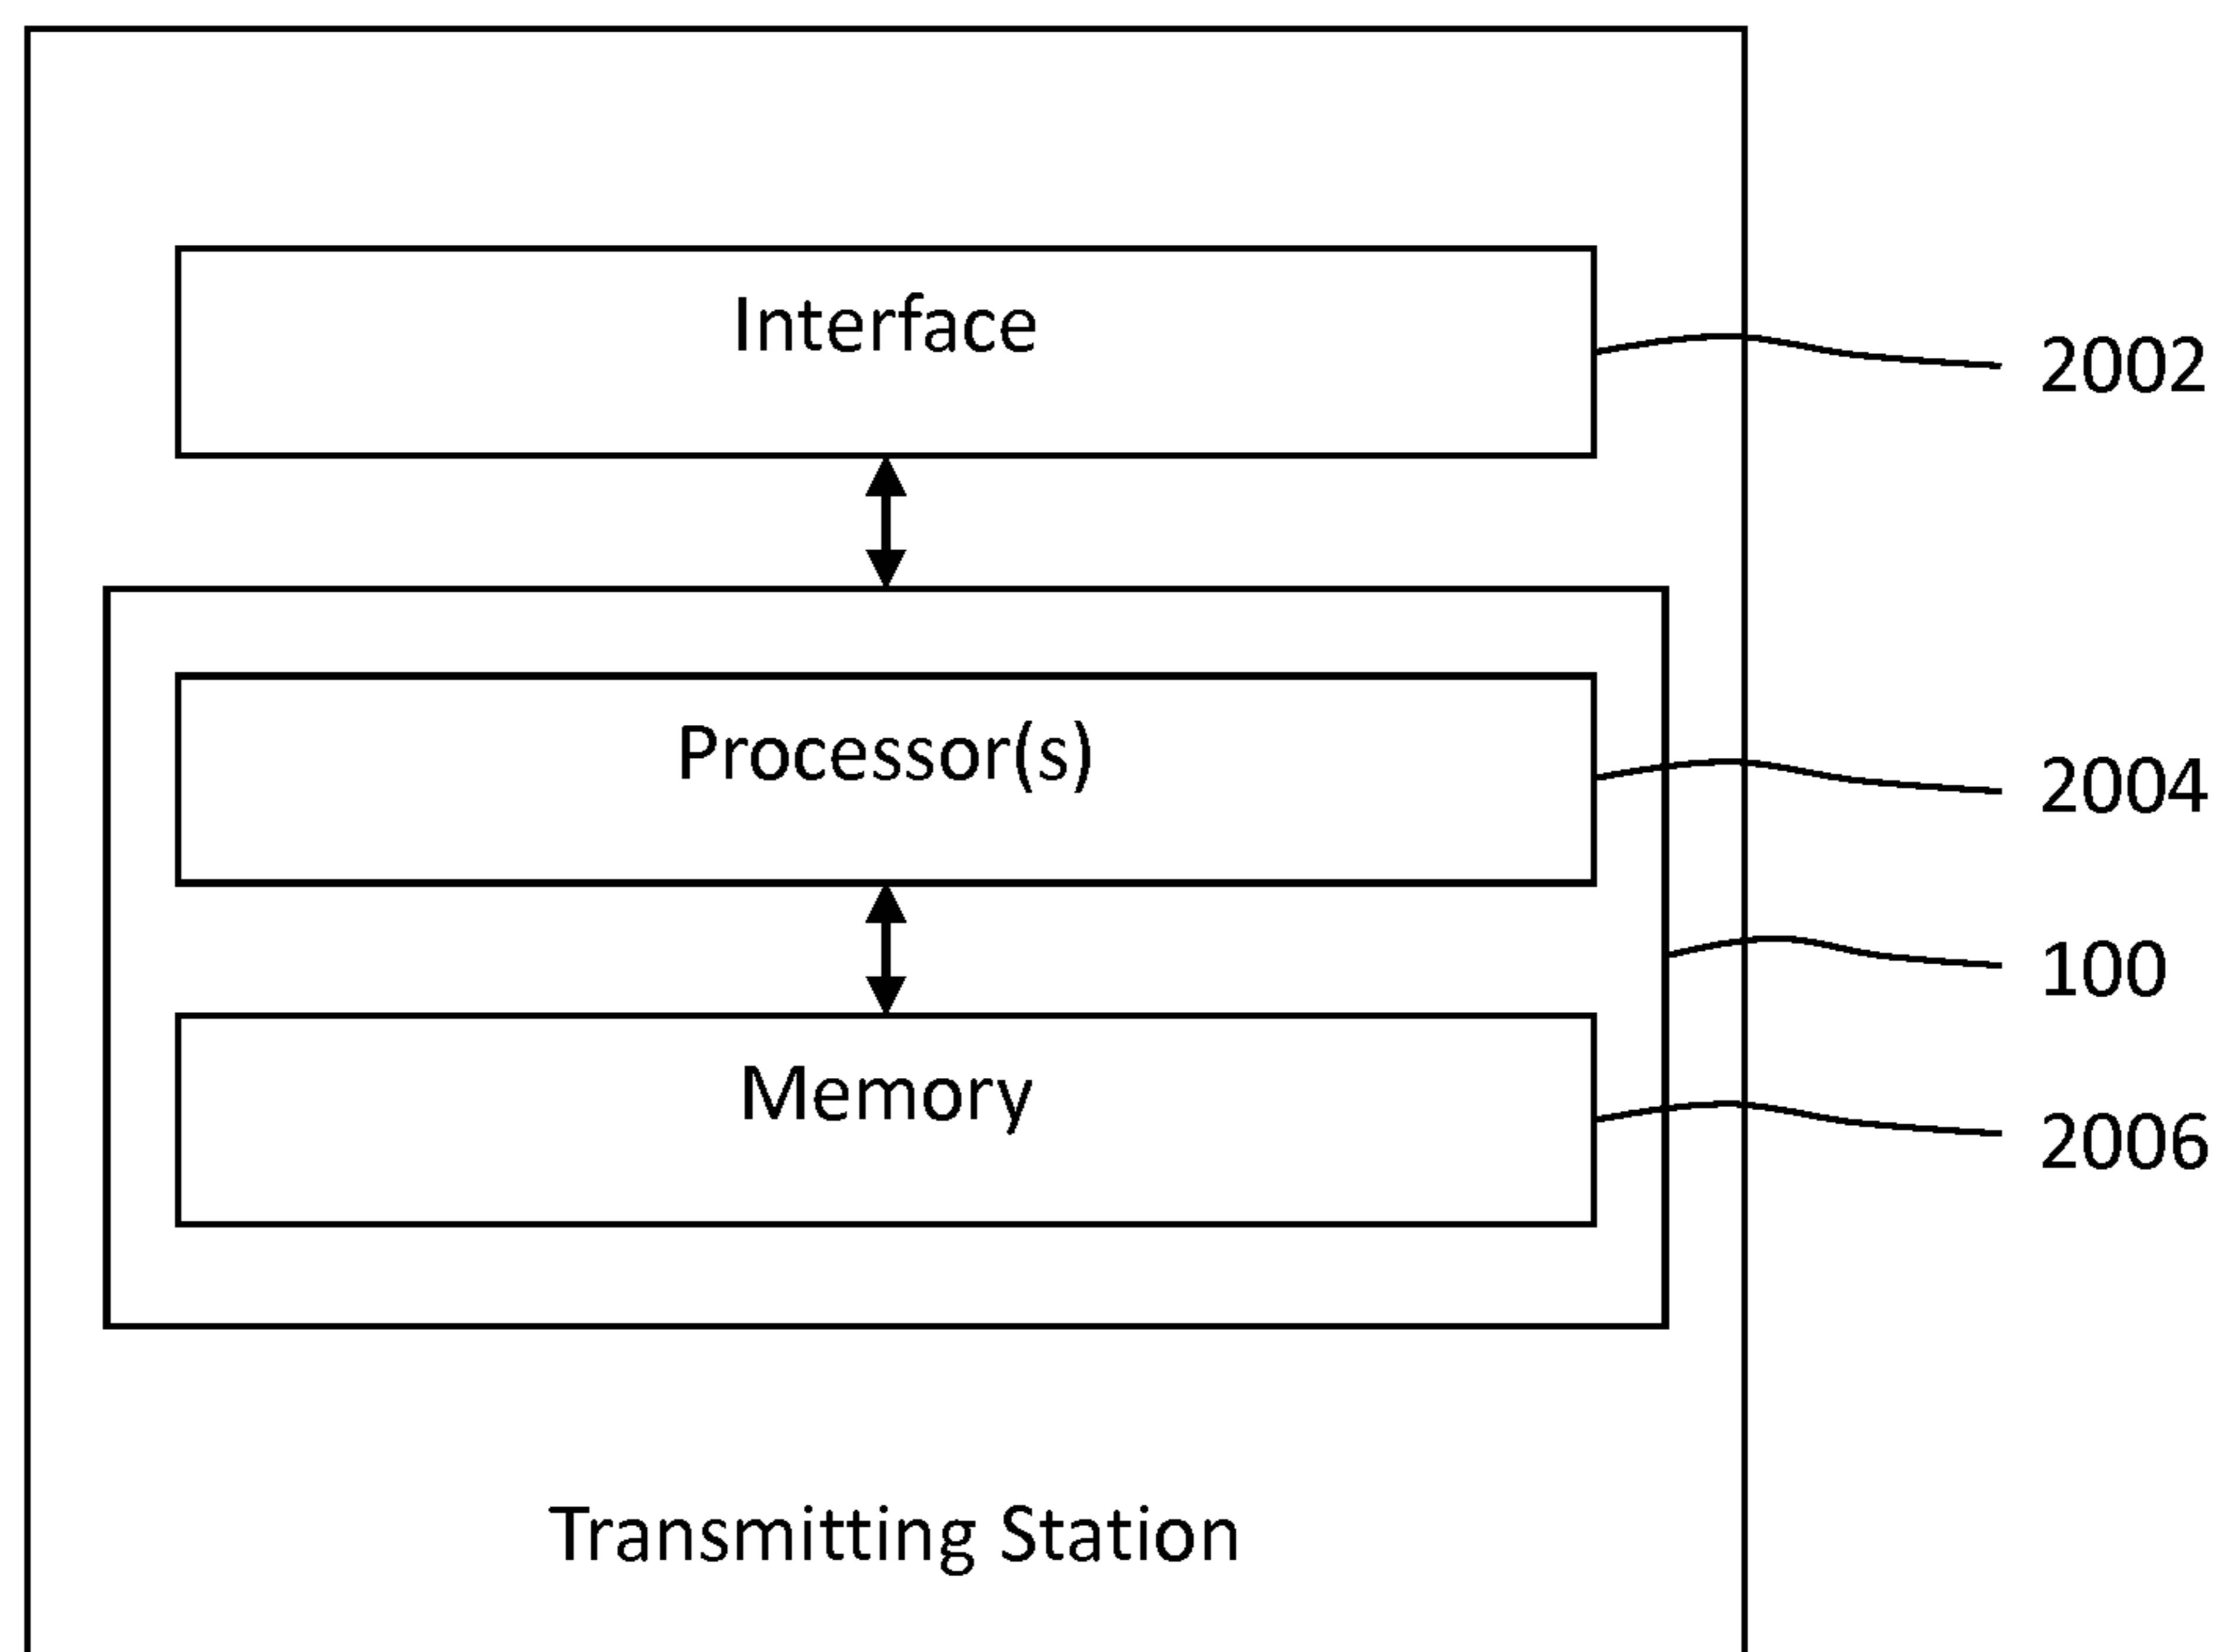 Interface
2002
Processor(s)
2004
100
Memory
2006
Transmitting Station